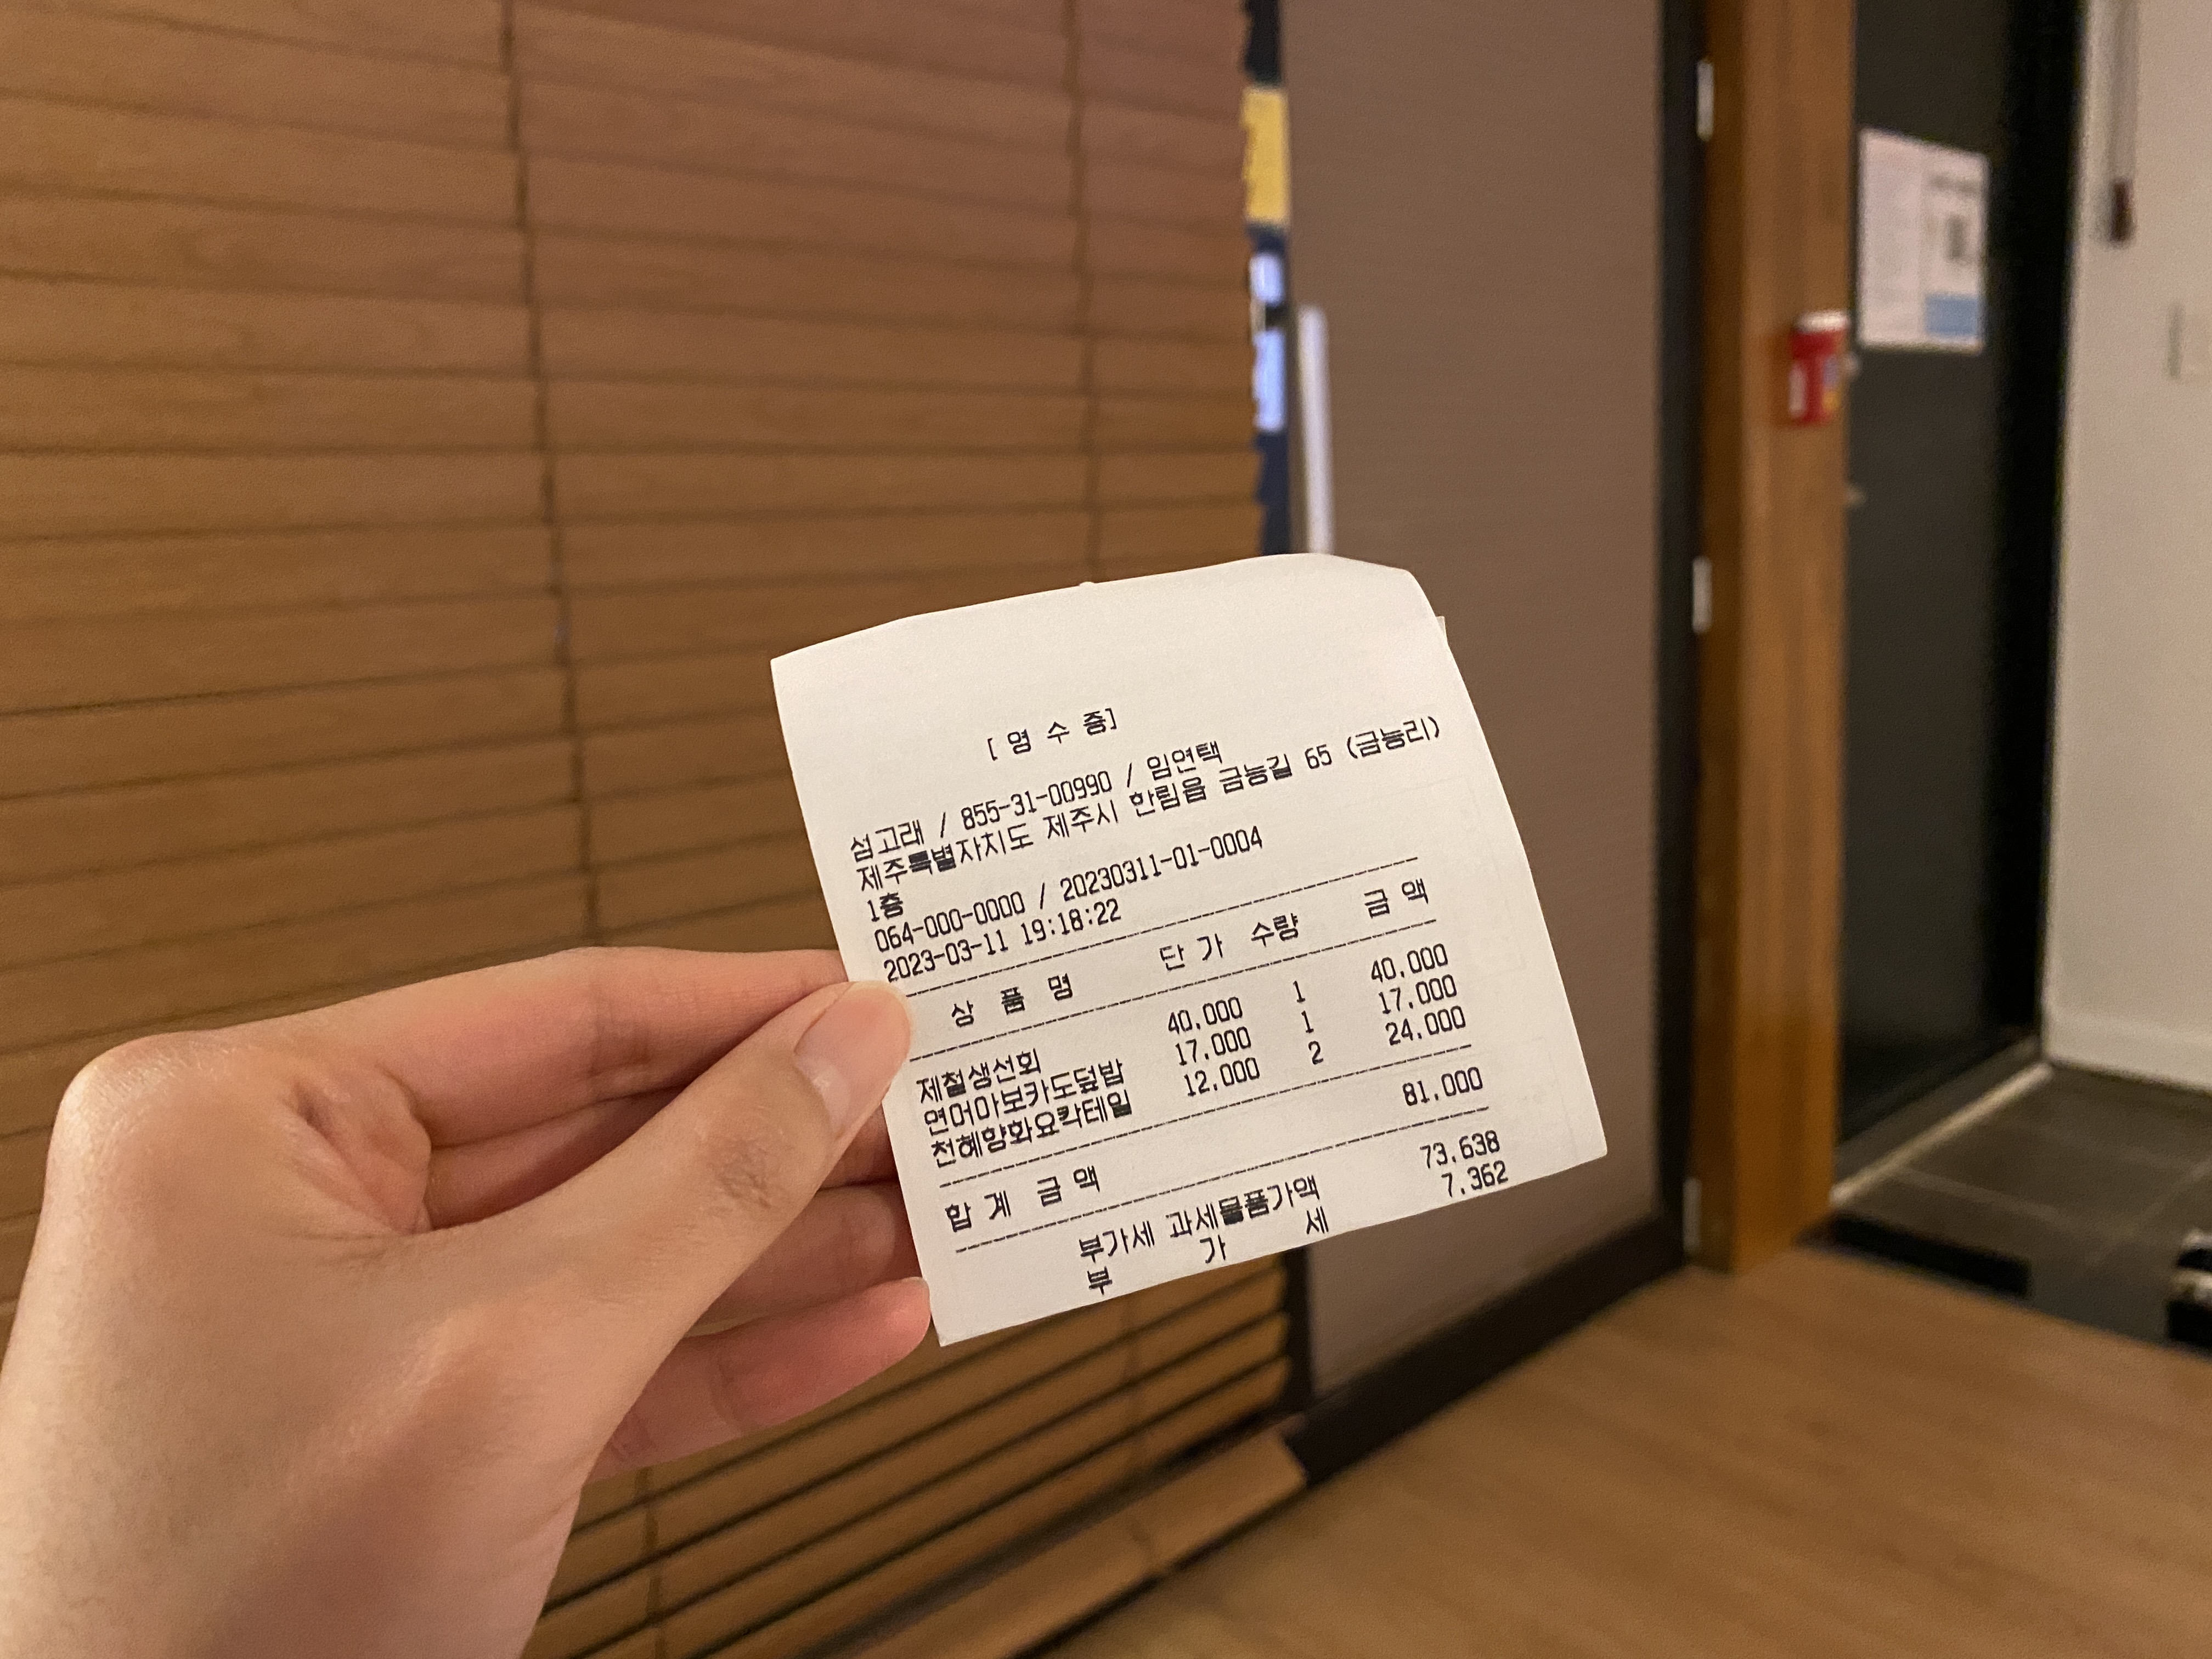 [ 영 수 증]
섬고래 / 855-31-00990 / 임연택
제주특별자치도 제주시 한림읍 금능길 65 (금능리)
1층
064-000-0000 / 20230311-01-0004
2023-03-11 19:18:22
상 품 명 단 가 수량 금 액
제철생선회 40,000 1 40,000
연어아보카도덮밥 17,000 1 17,000
천혜향화요칵테일 12,000 2 24,000
합 계 금 액 81,000
부가세 과세물품가액 73,638
부 가 세 7,362